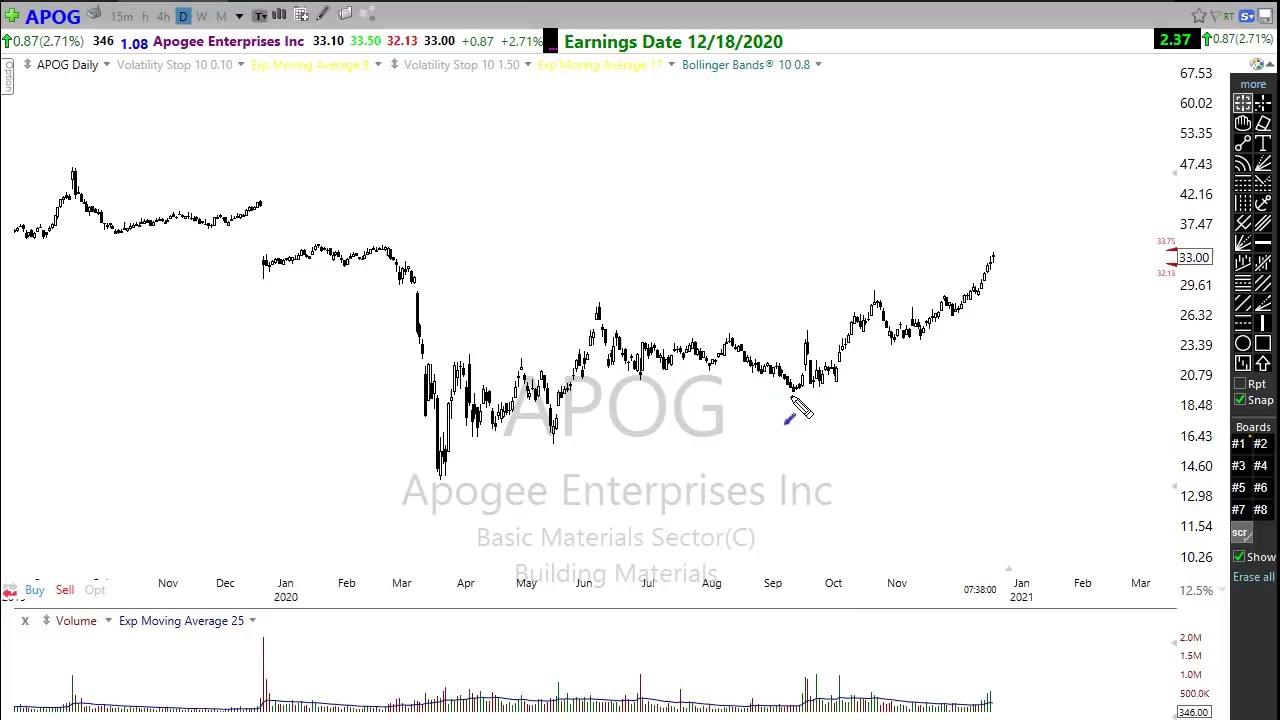 APOG 15m h 4h D W M RT S+
0.87(2.71%) 346 1.08 Apogee Enterprises Inc 33.10 33.50 32.13 33.00 +0.87 +2.71% Earnings Date 12/18/2020 2.37 0.87(2.71%)
Option
APOG Daily Volatility Stop 10 0.10 Exp Moving Average 8 Volatility Stop 10 1.50 Exp Moving Average 17 Bollinger Bands® 10 0.8
67.53
60.02
53.35
47.43
42.16
37.47
33.75
33.00
32.13
29.61
26.32
23.39
20.79
18.48
16.43
14.60
12.98
11.54
10.26
12.5%
more
T
Rpt
Snap
Boards
#1 #2
#3 #4
#5 #6
#7 #8
scr
Show
Erase all
APOG
Apogee Enterprises Inc
Basic Materials Sector(C)
Building Materials
Nov Dec Jan Feb Mar Apr May Jun Jul Aug Sep Oct Nov 07:38:00 Jan Feb Mar
2020 2021
Buy Sell Opt
x Volume Exp Moving Average 25
2.0M
1.5M
1.0M
500.0K
346.00